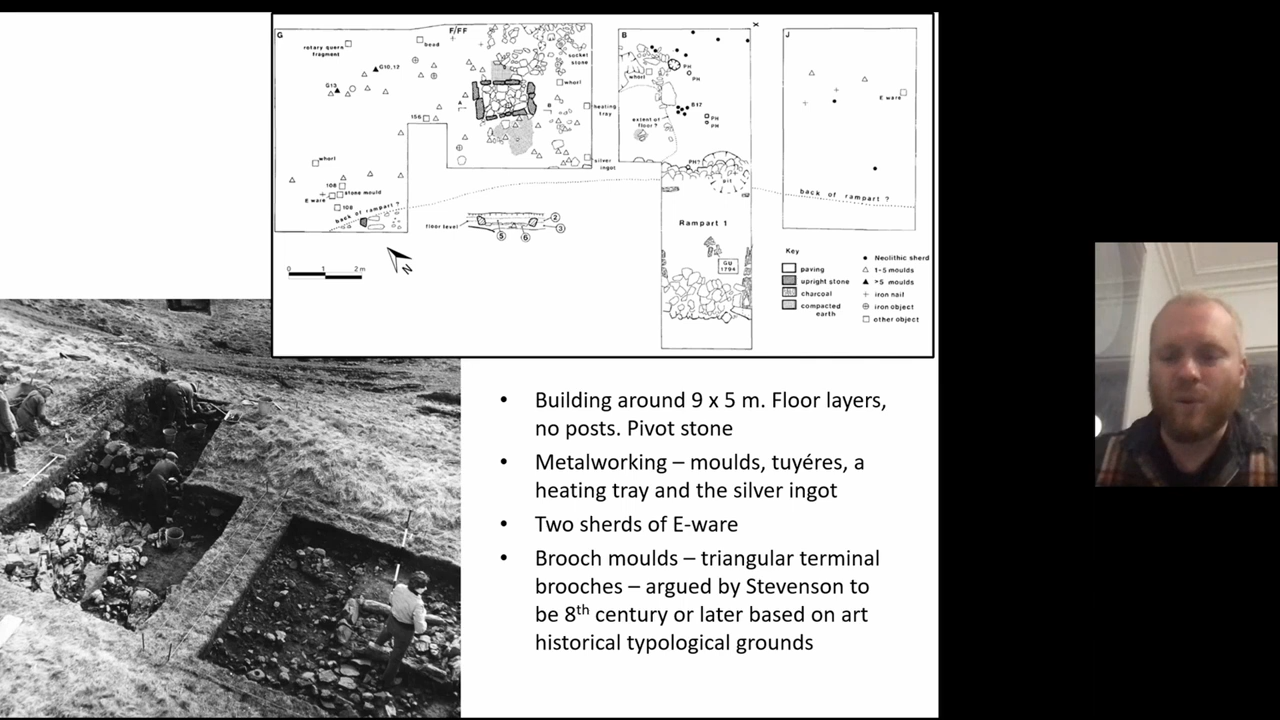 G
F/FF
B
X
J
rotary quern
fragment
bead
G10,12
G13
156
socket
stone
whorl
heating
tray
silver
ingot
A
B
whorl
PH
PH
B17
extent of
floor ?
PH
PH
PH?
pit
E ware
whorl
108
E ware
stone mould
108
back of rampart ?
back of rampart ?
floor level
2
3
5
6
Rampart 1
GU
1794
0 1 2 m
N
Key
paving
upright stone
charcoal
compacted
earth
Neolithic sherd
1-5 moulds
>5 moulds
iron nail
iron object
other object
• Building around 9 x 5 m. Floor layers,
no posts. Pivot stone
• Metalworking – moulds, tuyéres, a
heating tray and the silver ingot
• Two sherds of E-ware
• Brooch moulds – triangular terminal
brooches – argued by Stevenson to
be 8th century or later based on art
historical typological grounds